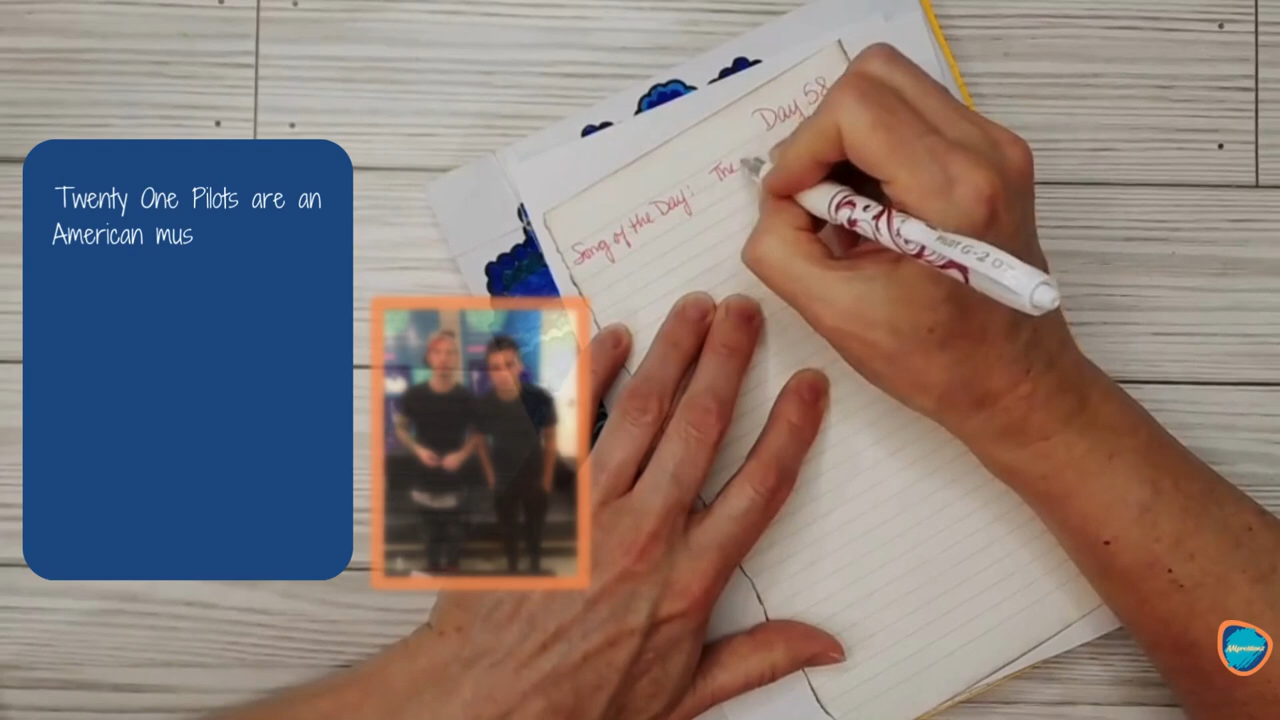 Twenty One Pilots are an
American mus
Day 58
Song of the Day: The
PILOT G-2 07